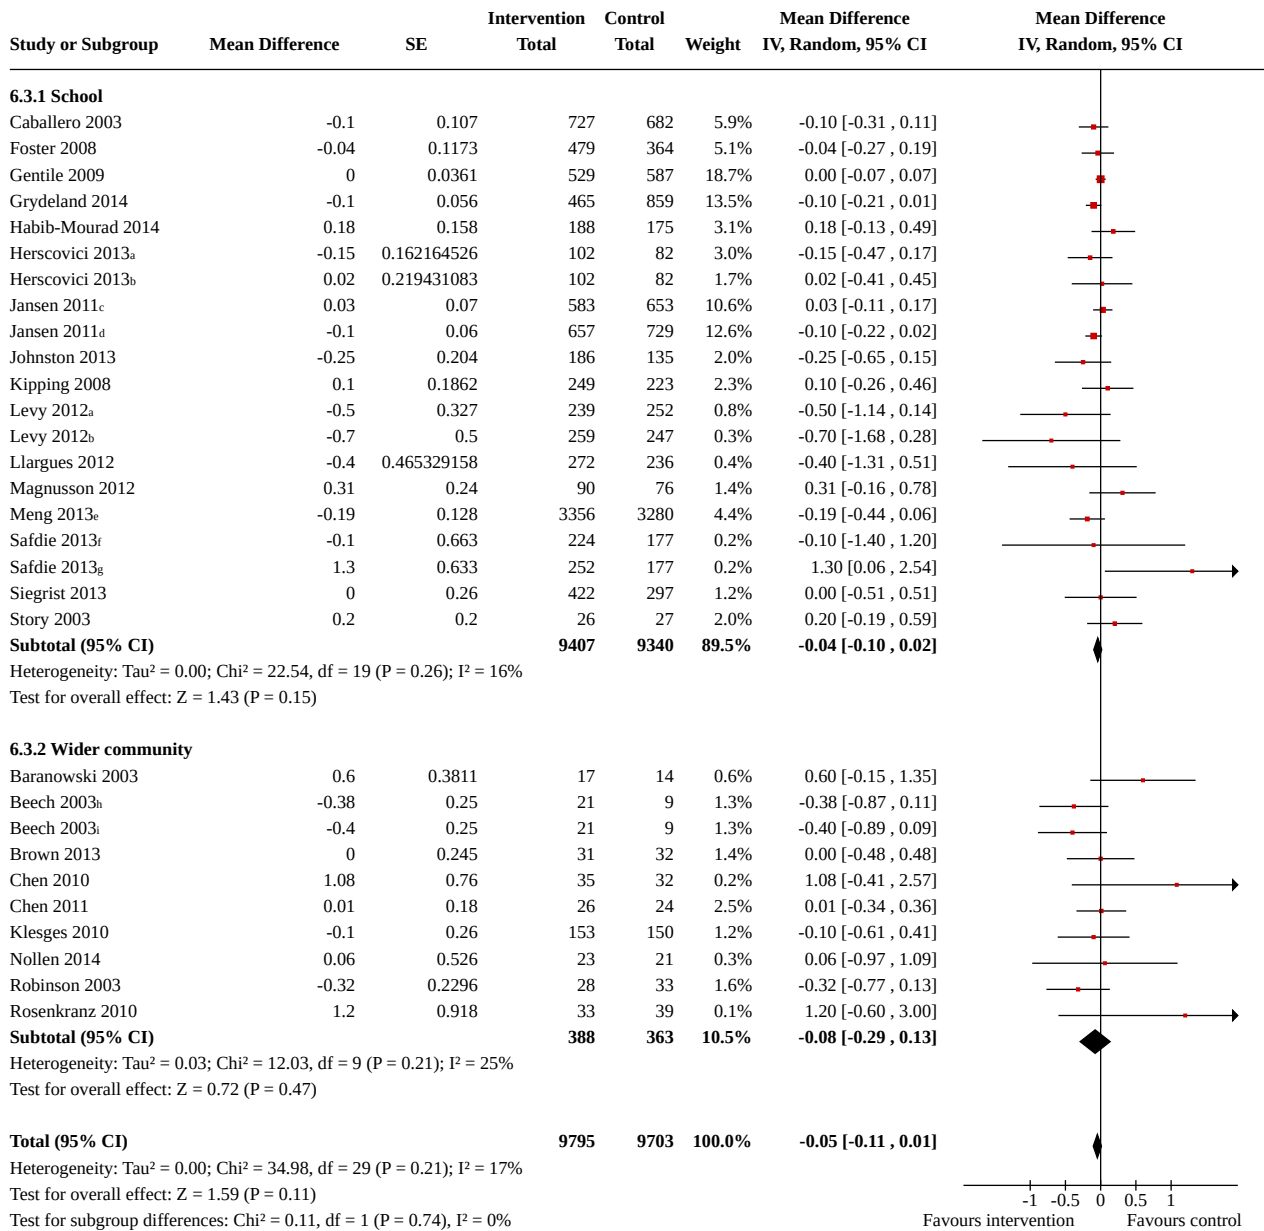 Intervention Control Mean Difference Mean Difference
Study or Subgroup Mean Difference SE Total Total Weight IV, Random, 95% CI IV, Random, 95% CI
6.3.1 School
Caballero 2003 -0.1 0.107 727 682 5.9% -0.10 [-0.31 , 0.11]
Foster 2008 -0.04 0.1173 479 364 5.1% -0.04 [-0.27 , 0.19]
Gentile 2009 0 0.0361 529 587 18.7% 0.00 [-0.07 , 0.07]
Grydeland 2014 -0.1 0.056 465 859 13.5% -0.10 [-0.21 , 0.01]
Habib-Mourad 2014 0.18 0.158 188 175 3.1% 0.18 [-0.13 , 0.49]
Herscovici 2013a -0.15 0.162164526 102 82 3.0% -0.15 [-0.47 , 0.17]
Herscovici 2013b 0.02 0.219431083 102 82 1.7% 0.02 [-0.41 , 0.45]
Jansen 2011c 0.03 0.07 583 653 10.6% 0.03 [-0.11 , 0.17]
Jansen 2011d -0.1 0.06 657 729 12.6% -0.10 [-0.22 , 0.02]
Johnston 2013 -0.25 0.204 186 135 2.0% -0.25 [-0.65 , 0.15]
Kipping 2008 0.1 0.1862 249 223 2.3% 0.10 [-0.26 , 0.46]
Levy 2012a -0.5 0.327 239 252 0.8% -0.50 [-1.14 , 0.14]
Levy 2012b -0.7 0.5 259 247 0.3% -0.70 [-1.68 , 0.28]
Llargues 2012 -0.4 0.465329158 272 236 0.4% -0.40 [-1.31 , 0.51]
Magnusson 2012 0.31 0.24 90 76 1.4% 0.31 [-0.16 , 0.78]
Meng 2013e -0.19 0.128 3356 3280 4.4% -0.19 [-0.44 , 0.06]
Safdie 2013f -0.1 0.663 224 177 0.2% -0.10 [-1.40 , 1.20]
Safdie 2013g 1.3 0.633 252 177 0.2% 1.30 [0.06 , 2.54]
Siegrist 2013 0 0.26 422 297 1.2% 0.00 [-0.51 , 0.51]
Story 2003 0.2 0.2 26 27 2.0% 0.20 [-0.19 , 0.59]
Subtotal (95% CI) 9407 9340 89.5% -0.04 [-0.10 , 0.02]
Heterogeneity: Tau² = 0.00; Chi² = 22.54, df = 19 (P = 0.26); I² = 16%
Test for overall effect: Z = 1.43 (P = 0.15)
6.3.2 Wider community
Baranowski 2003 0.6 0.3811 17 14 0.6% 0.60 [-0.15 , 1.35]
Beech 2003h -0.38 0.25 21 9 1.3% -0.38 [-0.87 , 0.11]
Beech 2003i -0.4 0.25 21 9 1.3% -0.40 [-0.89 , 0.09]
Brown 2013 0 0.245 31 32 1.4% 0.00 [-0.48 , 0.48]
Chen 2010 1.08 0.76 35 32 0.2% 1.08 [-0.41 , 2.57]
Chen 2011 0.01 0.18 26 24 2.5% 0.01 [-0.34 , 0.36]
Klesges 2010 -0.1 0.26 153 150 1.2% -0.10 [-0.61 , 0.41]
Nollen 2014 0.06 0.526 23 21 0.3% 0.06 [-0.97 , 1.09]
Robinson 2003 -0.32 0.2296 28 33 1.6% -0.32 [-0.77 , 0.13]
Rosenkranz 2010 1.2 0.918 33 39 0.1% 1.20 [-0.60 , 3.00]
Subtotal (95% CI) 388 363 10.5% -0.08 [-0.29 , 0.13]
Heterogeneity: Tau² = 0.03; Chi² = 12.03, df = 9 (P = 0.21); I² = 25%
Test for overall effect: Z = 0.72 (P = 0.47)
Total (95% CI) 9795 9703 100.0% -0.05 [-0.11 , 0.01]
Heterogeneity: Tau² = 0.00; Chi² = 34.98, df = 29 (P = 0.21); I² = 17%
Test for overall effect: Z = 1.59 (P = 0.11) -1 -0.5 0 0.5 1
Test for subgroup differences: Chi² = 0.11, df = 1 (P = 0.74), I² = 0% Favours intervention Favours control